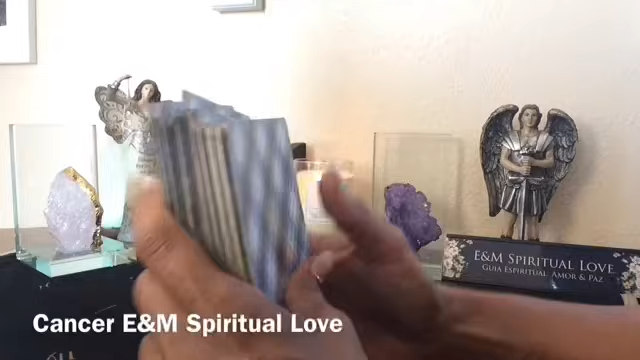 E&M SPIRITUAL LOVE
GUIA ESPIRITUAL: AMOR & PAZ
Cancer E&M Spiritual Love